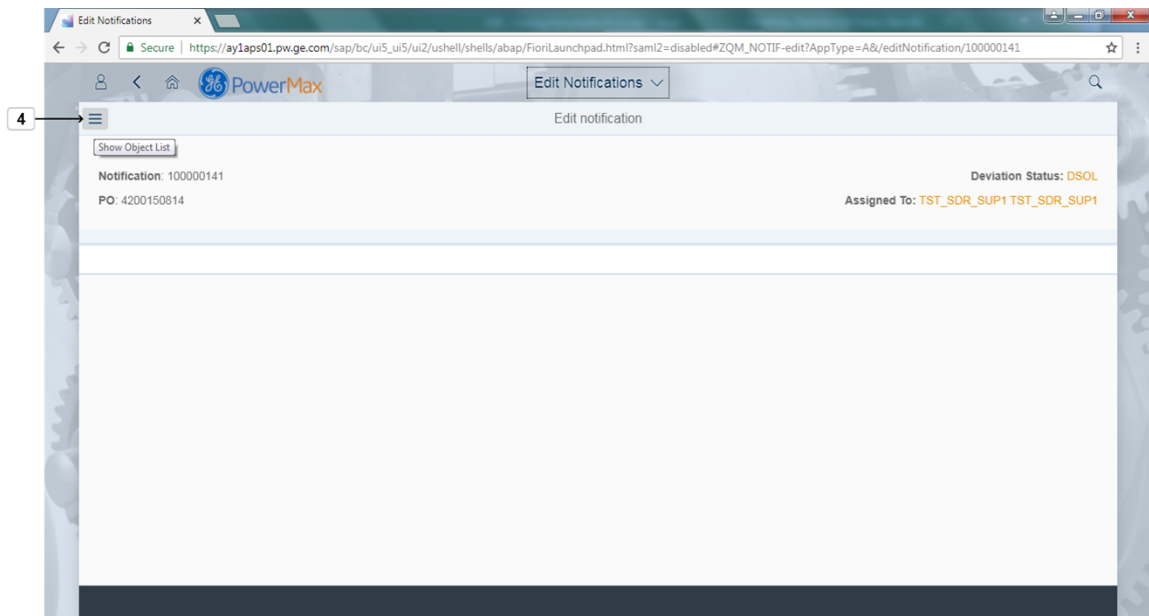 Edit Notifications
Secure | https://ay1aps01.pw.ge.com/sap/bc/ui5_ui5/ui2/ushell/shells/abap/FioriLaunchpad.html?saml2=disabled#ZQM_NOTIF-edit?AppType=A&/editNotification/100000141
PowerMax
Edit Notifications
4
Edit notification
Show Object List
Notification: 100000141
Deviation Status: DSOL
PO: 4200150814
Assigned To: TST_SDR_SUP1 TST_SDR_SUP1